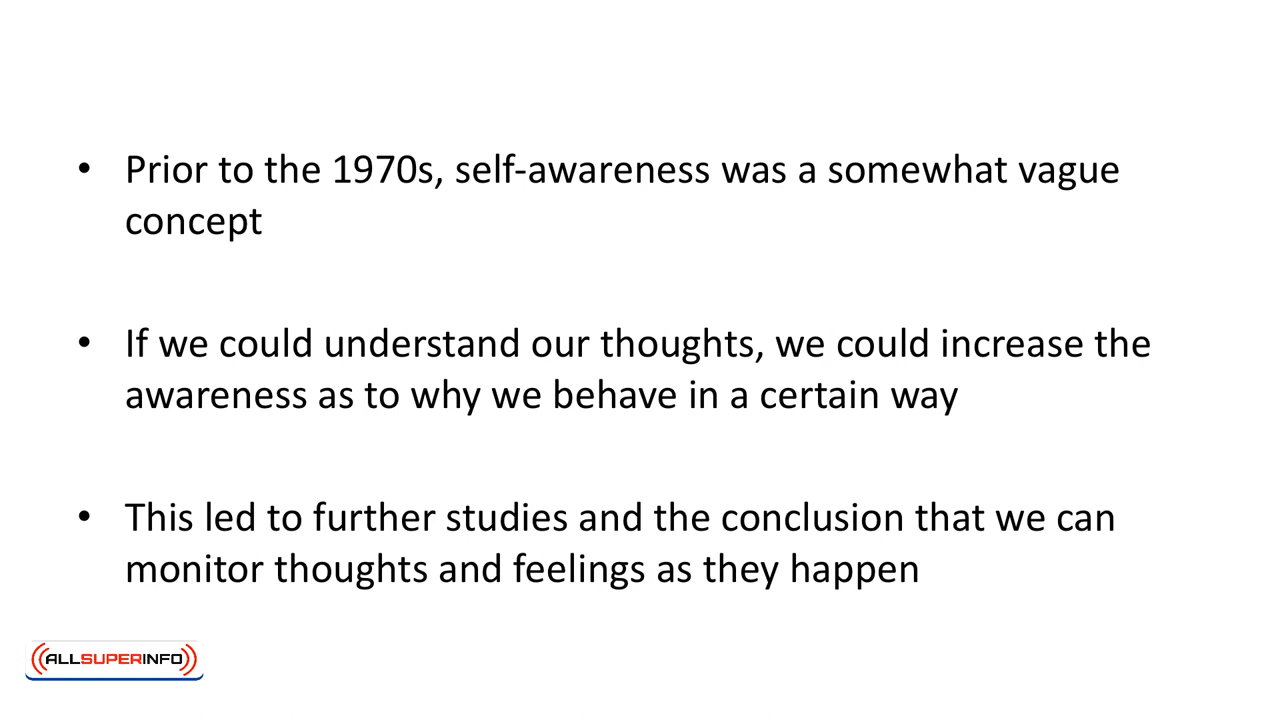 • Prior to the 1970s, self-awareness was a somewhat vague
concept
• If we could understand our thoughts, we could increase the
awareness as to why we behave in a certain way
• This led to further studies and the conclusion that we can
monitor thoughts and feelings as they happen
ALLSUPERINFO